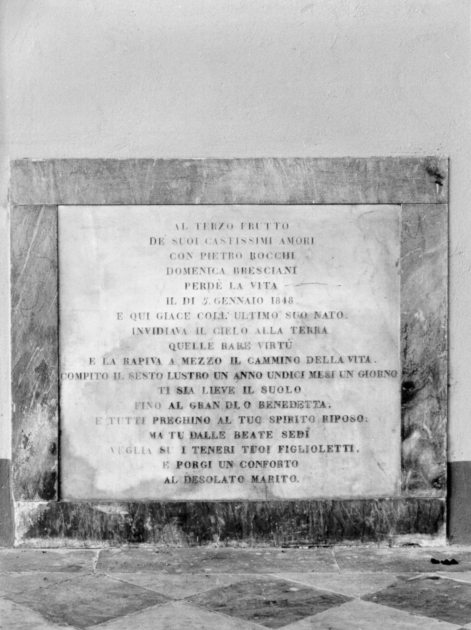 AL TERZO FRUTTO
DE' SUOI CASTISSIMI AMORI
CON PIETRO BOCCHI
DOMENICA BRESCIANI
PERDÈ LA VITA
IL DI 5. GENNAIO 1848.
E QUI GIACE COLL' ULTIMO SUO NATO.
INVIDIAVA IL CIELO ALLA TERRA
QUELLE RARE VIRTÚ
E LA RAPIVA A MEZZO IL CAMMINO DELLA VITA.
COMPITO IL SESTO LUSTRO UN ANNO UNDICI MESI UN GIORNO
TI SIA LIEVE IL SUOLO
FINO AL GRAN DI, O BENEDETTA,
E TUTTI PREGHINO AL TUO SPIRITO RIPOSO:
MA TU DALLE BEATE SEDI
VEGLIA SU I TENERI TUOI FIGLIOLETTI,
E PORGI UN CONFORTO
AL DESOLATO MARITO.